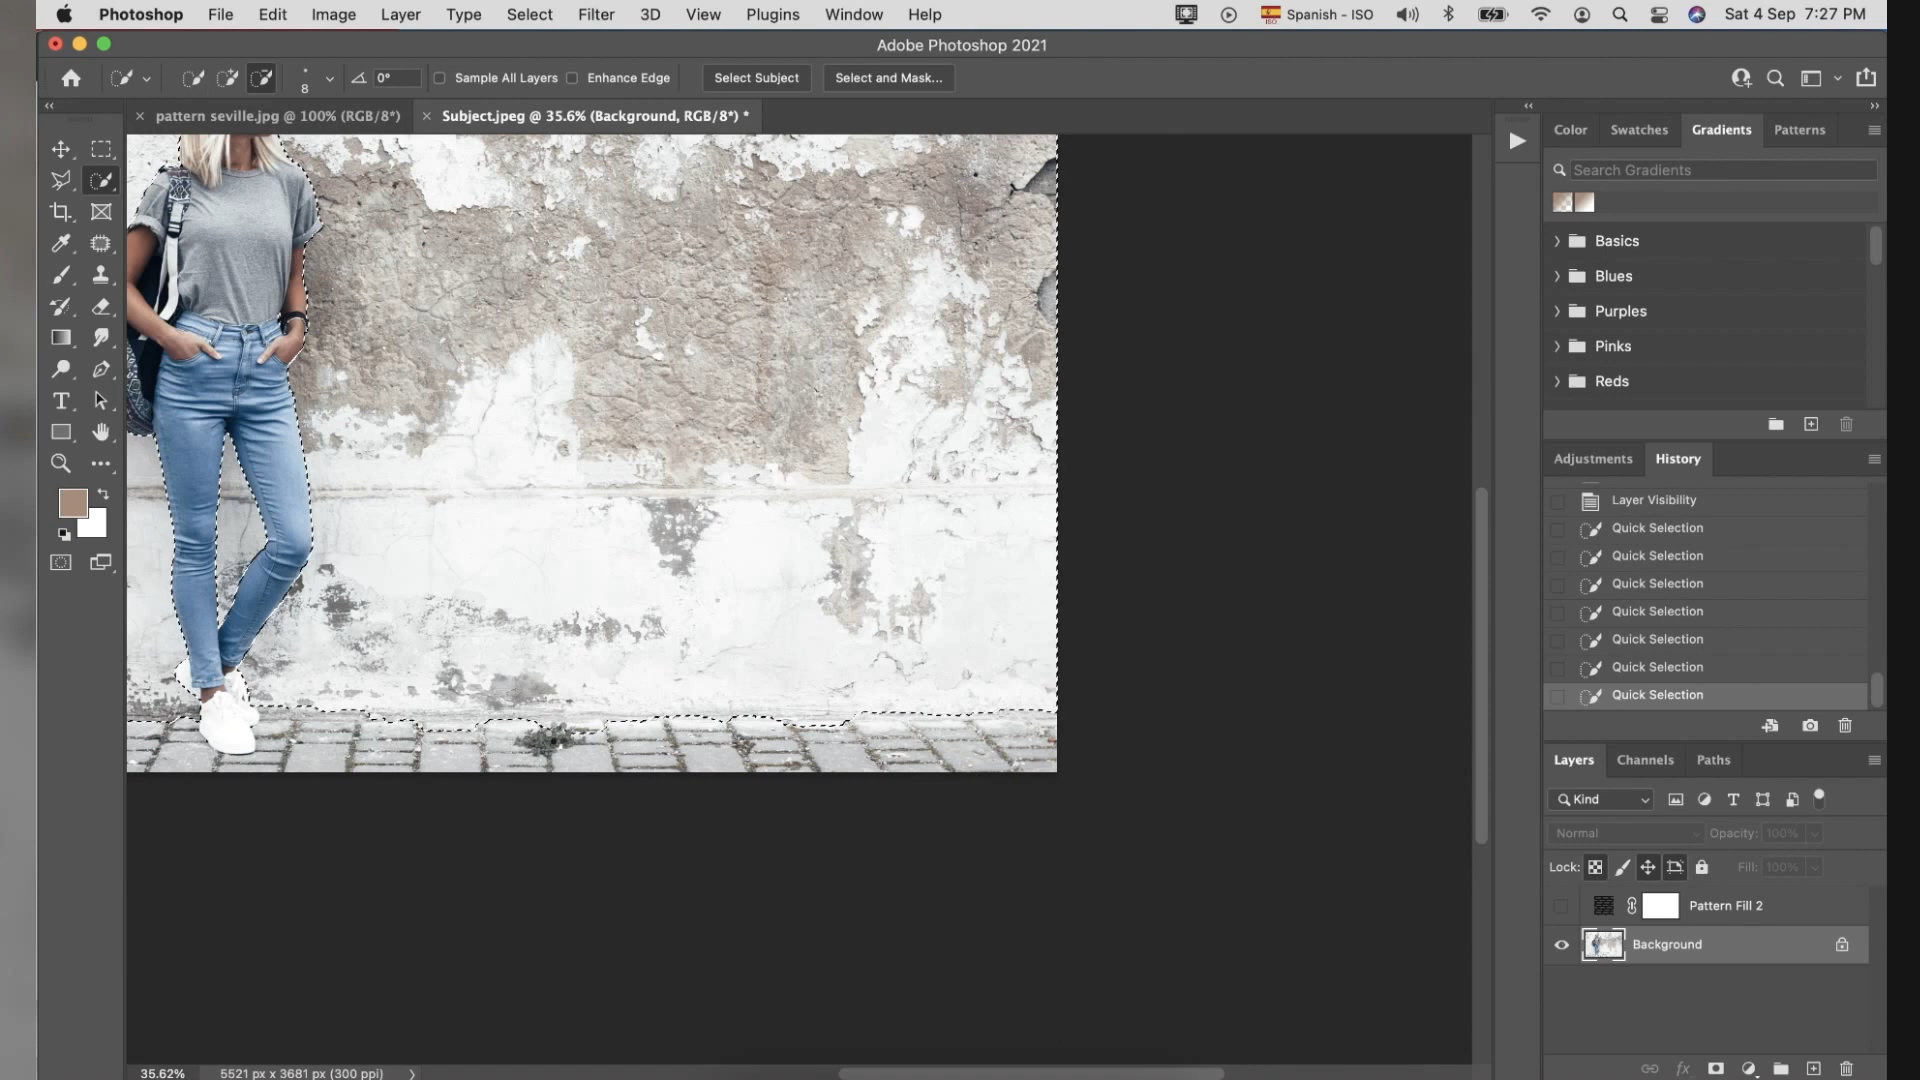 Photoshop File Edit Image Layer Type Select Filter 3D View Plugins Window Help Spanish - ISO Sat 4 Sep 7:27 PM
Adobe Photoshop 2021
8 0° Sample All Layers Enhance Edge Select Subject Select and Mask...
pattern seville.jpg @ 100% (RGB/8*) Subject.jpeg @ 35.6% (Background, RGB/8*) *
Color Swatches Gradients Patterns
Search Gradients
Basics
Blues
Purples
Pinks
Reds
Adjustments History
Layer Visibility
Quick Selection
Quick Selection
Quick Selection
Quick Selection
Quick Selection
Quick Selection
Quick Selection
Layers Channels Paths
Kind
Normal Opacity: 100%
Lock: Fill: 100%
Pattern Fill 2
Background
35.62% 5521 px x 3681 px (300 ppi)